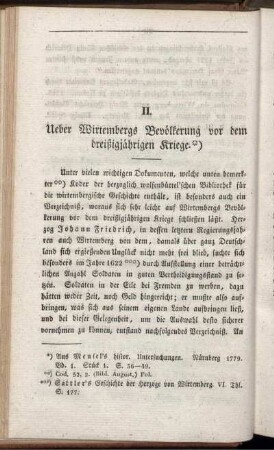 II.
Ueber Wirtembergs Bevölkerung vor dem
dreißigjährigen Kriege.*)
Unter vielen wichtigen Dokumenten, welche unten bemerk-
ter **) Kodex der herzoglich wolfenbüttel'schen Bibliothek für
die wirtembergische Geschichte enthält, ist besonders auch ein
Verzeichniß, woraus sich sehr leicht auf Wirtembergs Bevöl-
kerung vor dem dreißigjährigen Kriege schließen läßt. Her-
zog Johann Friedrich, in dessen letztern Regierungsjah-
ren auch Wirtemberg von dem, damals über ganz Deutsch-
land sich ergießenden Unglück nicht mehr frei blieb, suchte sich
besonders im Jahre 1622 ***) durch Aufstellung einer beträcht-
lichen Anzahl Soldaten in guten Vertheidigungsstand zu se-
tzen. Soldaten in der Eile von Fremden zu werben, dazu
hätten weder Zeit, noch Geld hingereicht; er mußte also auf-
bringen, was sich aus seinen eigenen Landen ausheben ließ,
und bei dieser Gelegenheit, um die Auswahl desto sicherer
vornehmen zu können, entstand nachfolgendes Verzeichniß. An
*) Aus Meusel's histor. Untersuchungen. Nürnberg 1779.
Bd. 1. Stück 1. S. 36—49.
**) Cod. 53. 2. (Bibl. August.) Fol.
***) Sattler's Geschichte der Herzoge von Wirtemberg. VI. Thl.
S. 177.